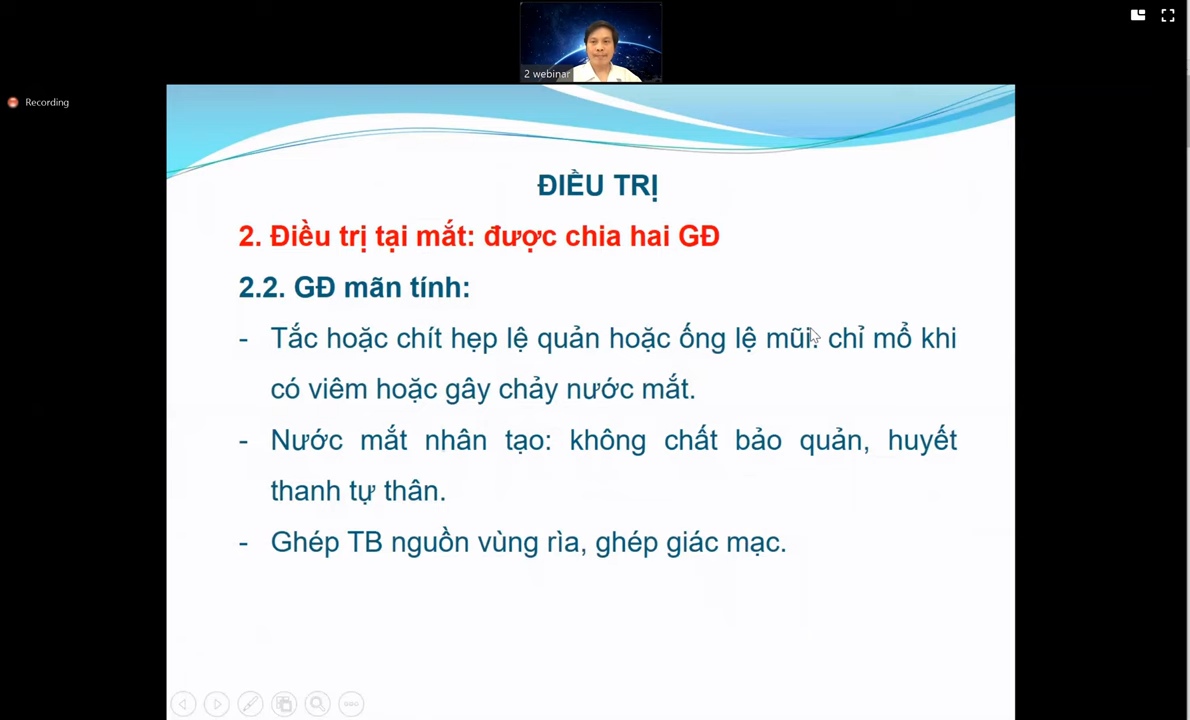 2 webinar
Recording
ĐIỀU TRỊ
2. Điều trị tại mắt: được chia hai GĐ
2.2. GĐ mãn tính:
- Tắc hoặc chít hẹp lệ quản hoặc ống lệ mũi: chỉ mổ khi
có viêm hoặc gây chảy nước mắt.
- Nước mắt nhân tạo: không chất bảo quản, huyết
thanh tự thân.
- Ghép TB nguồn vùng rìa, ghép giác mạc.